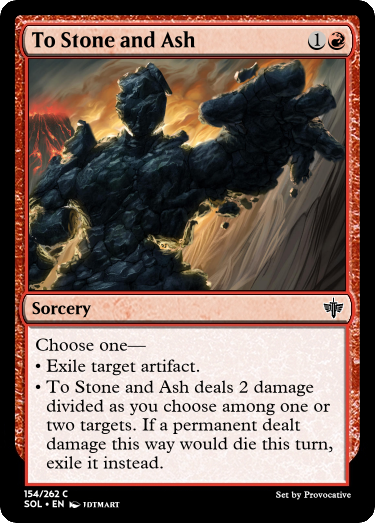 To Stone and Ash 1
Sorcery
Choose one—
• Exile target artifact.
• To Stone and Ash deals 2 damage
divided as you choose among one or
two targets. If a permanent dealt
damage this way would die this turn,
exile it instead.
154/262 C
SOL • EN JDTMART
Set by Provocative